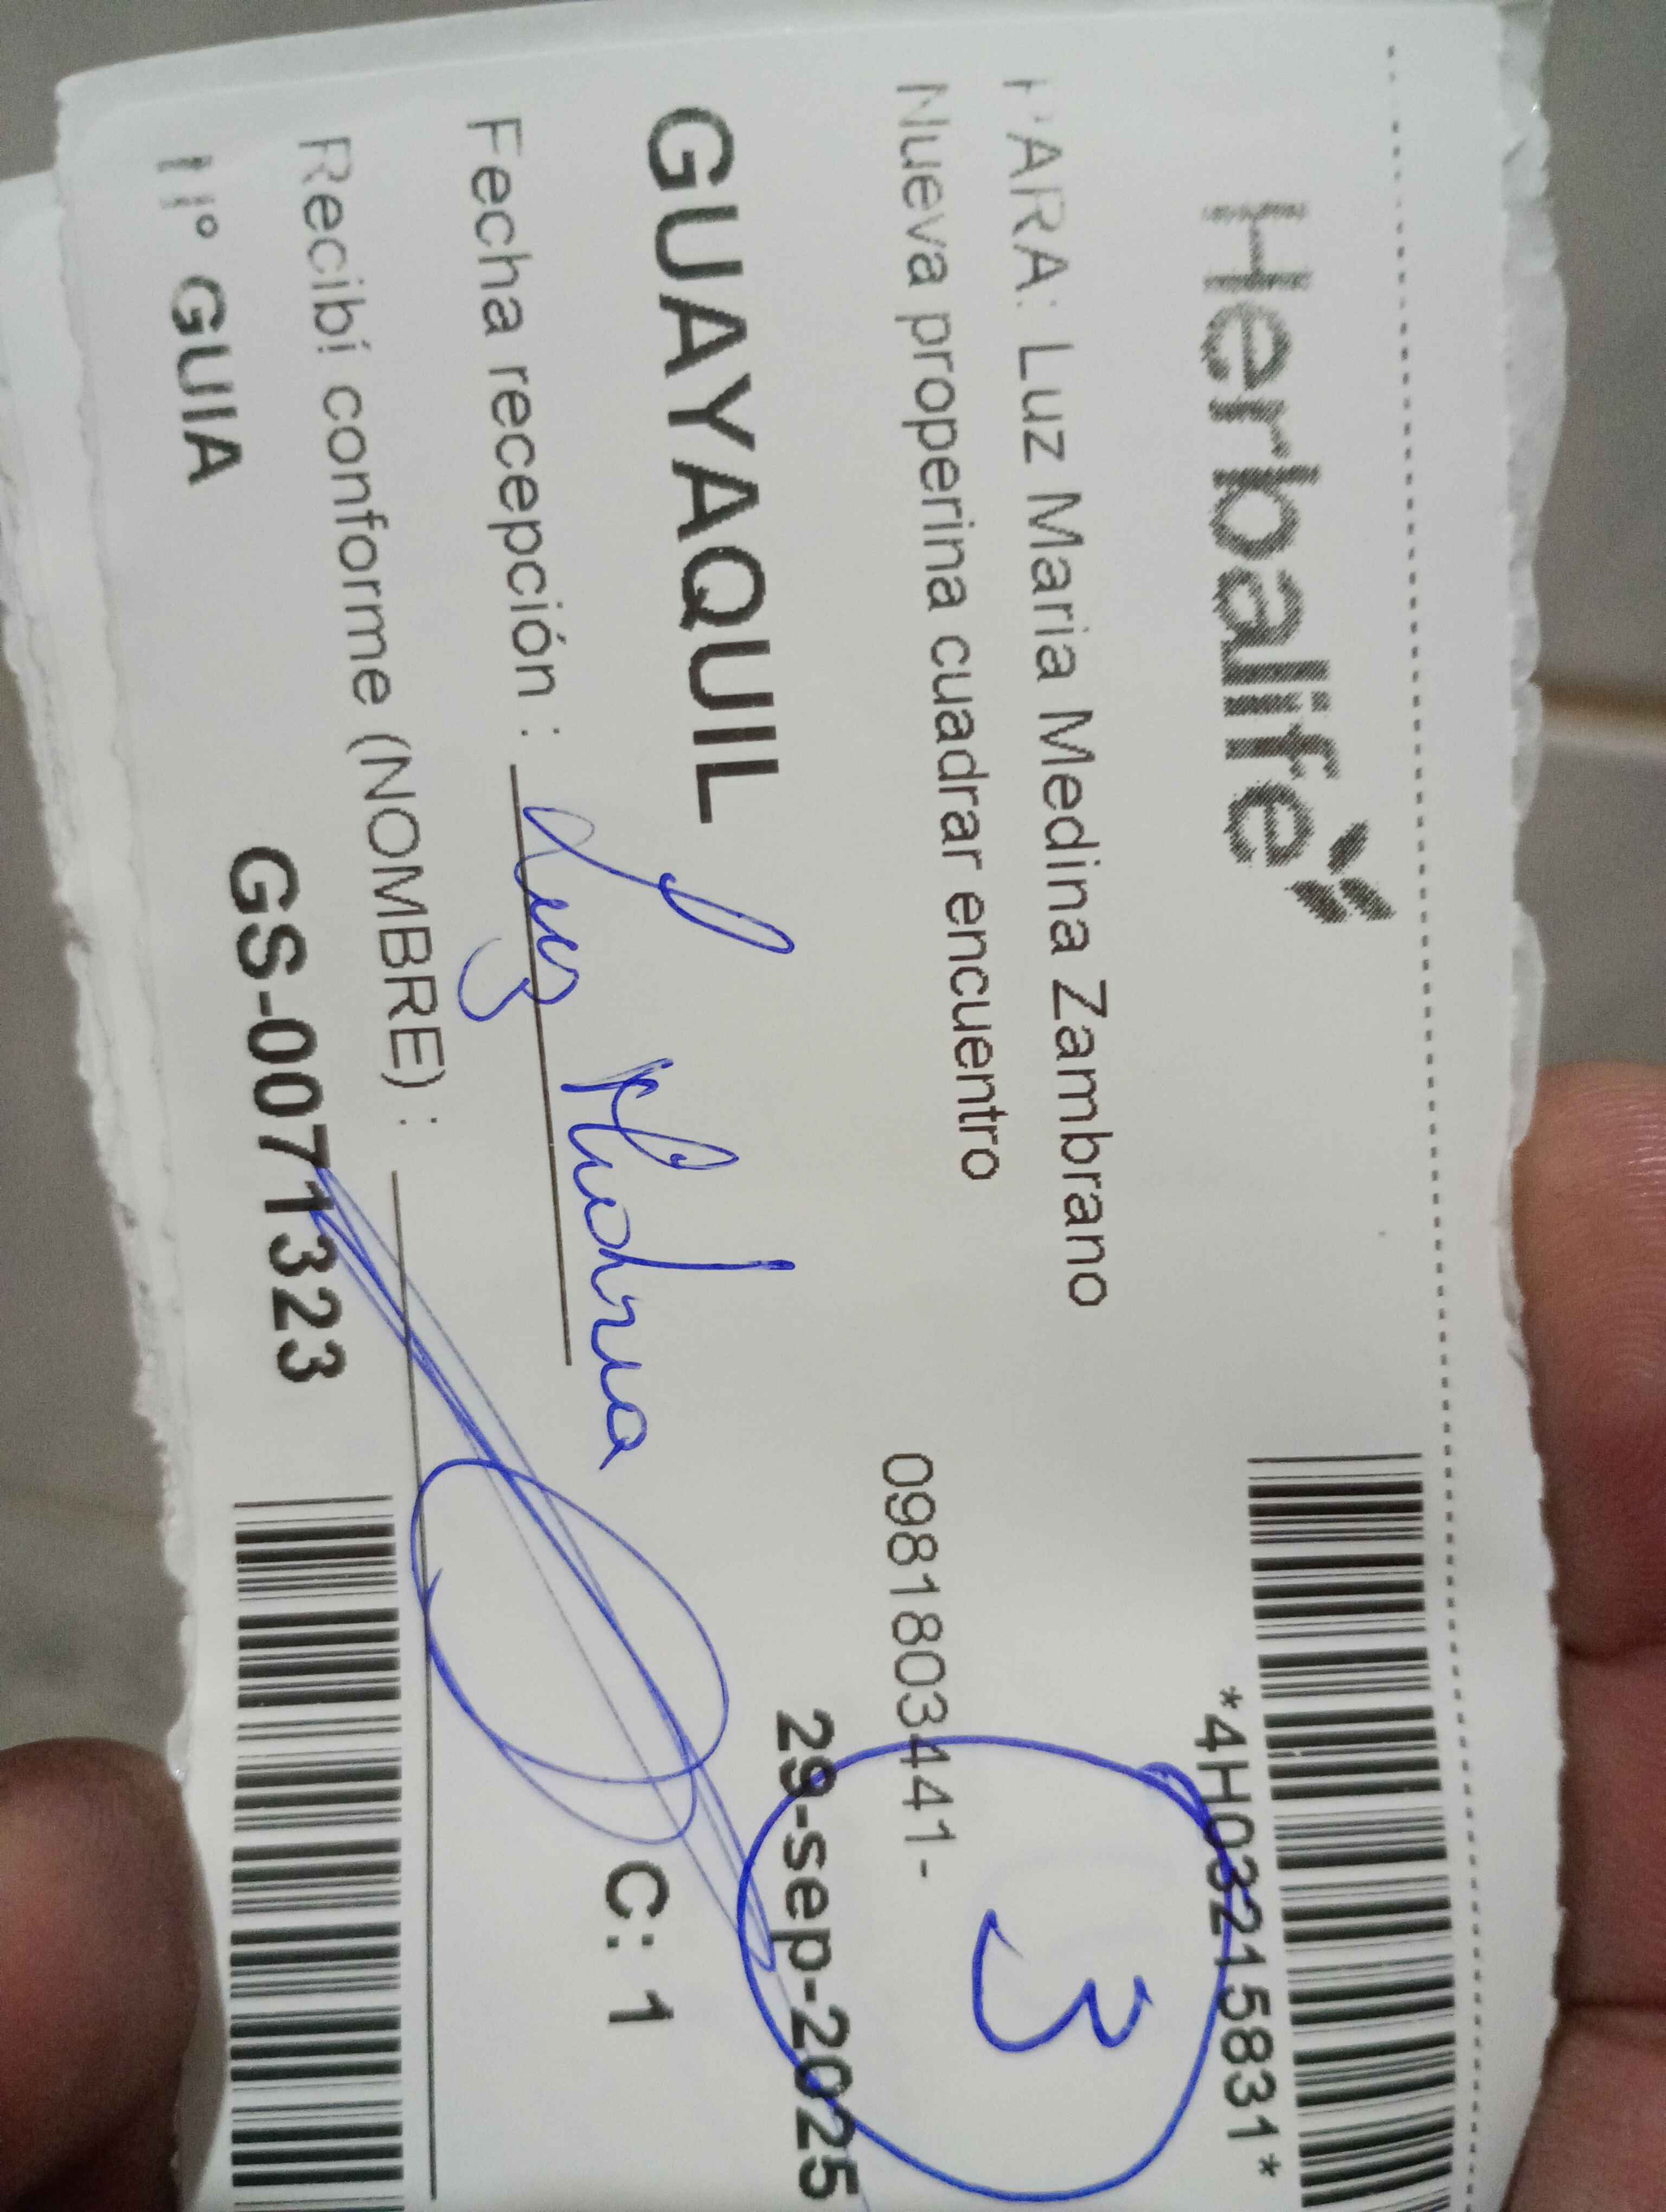 Herbalife
*4H03215831*
PARA: Luz Maria Medina Zambrano
Nueva properina cuadrar encuentro
0981803441-
3
GUAYAQUIL
29-sep-2025
Fecha recepción :
Luz Medina
C: 1
Recibí conforme (NOMBRE) :
N° GUIA
GS-0071323